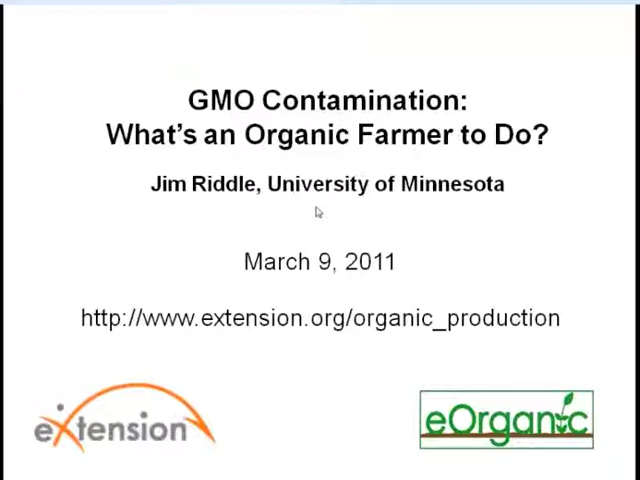 GMO Contamination:
What's an Organic Farmer to Do?
Jim Riddle, University of Minnesota
March 9, 2011
http://www.extension.org/organic_production
eXtension
eOrganic